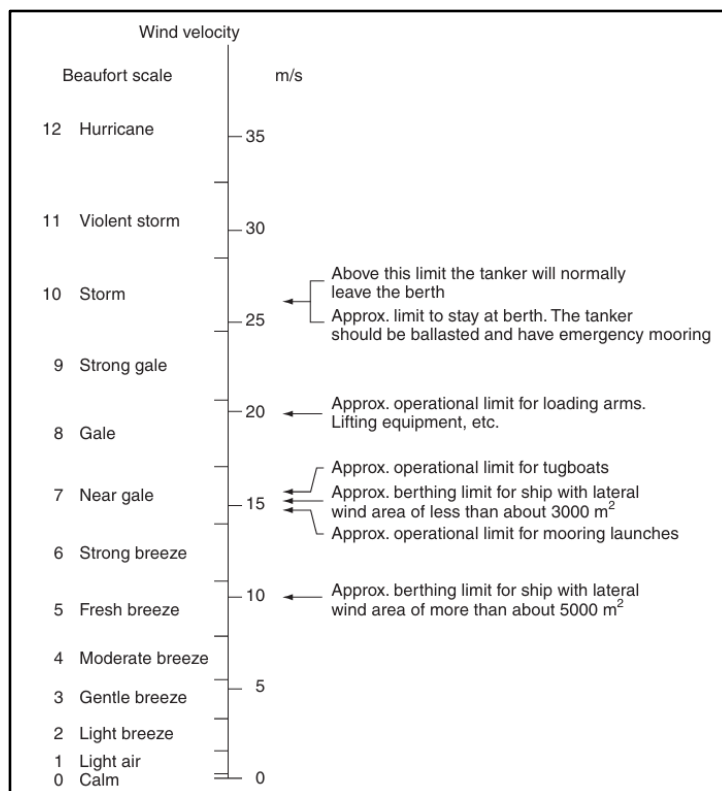 Wind velocity
Beaufort scale
m/s
12 Hurricane
35
11 Violent storm
30
Above this limit the tanker will normally
leave the berth
10 Storm
Approx. limit to stay at berth. The tanker
should be ballasted and have emergency mooring
25
9 Strong gale
20
Approx. operational limit for loading arms.
Lifting equipment, etc.
8 Gale
Approx. operational limit for tugboats
7 Near gale
Approx. berthing limit for ship with lateral
wind area of less than about 3000 m²
15
Approx. operational limit for mooring launches
6 Strong breeze
10
Approx. berthing limit for ship with lateral
wind area of more than about 5000 m²
5 Fresh breeze
4 Moderate breeze
5
3 Gentle breeze
2 Light breeze
1 Light air
0 Calm
0